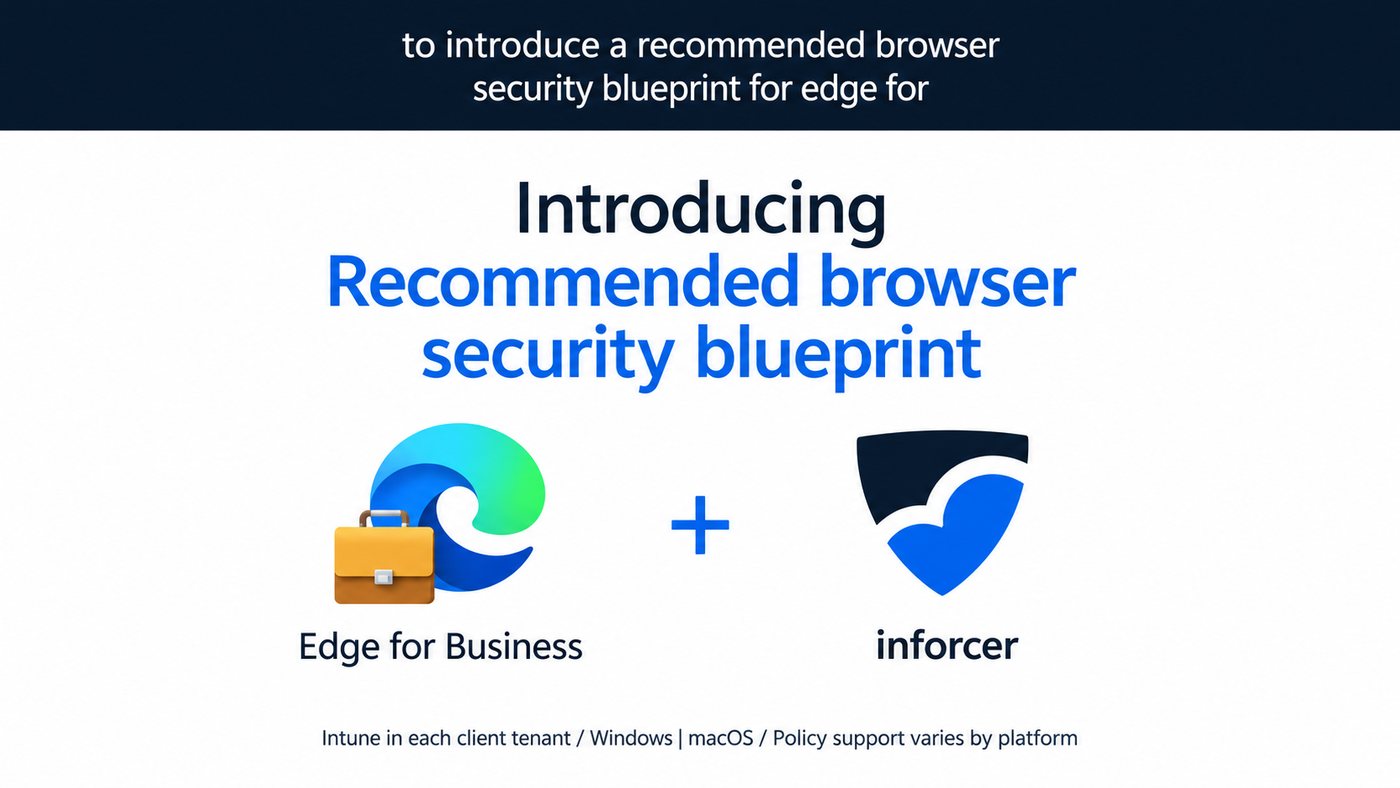 to introduce a recommended browser
security blueprint for edge for
Introducing
Recommended browser
security blueprint
Edge for Business
+
inforcer
Intune in each client tenant / Windows | macOS / Policy support varies by platform